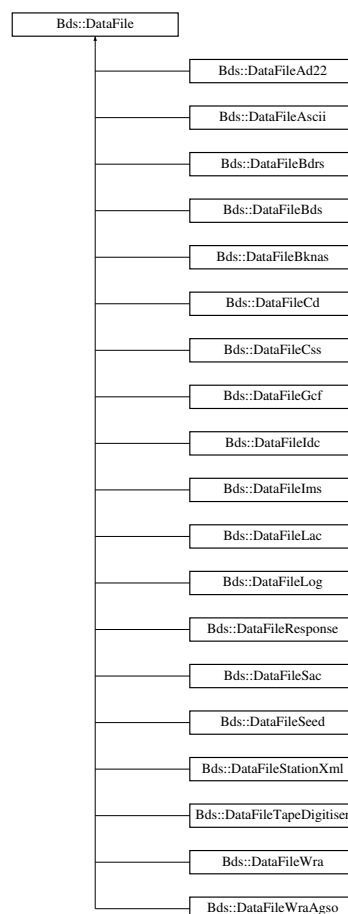 Bds::DataFile
Bds::DataFileAd22
Bds::DataFileAscii
Bds::DataFileBdrs
Bds::DataFileBds
Bds::DataFileBknas
Bds::DataFileCd
Bds::DataFileCss
Bds::DataFileGcf
Bds::DataFileIdc
Bds::DataFileIms
Bds::DataFileLac
Bds::DataFileLog
Bds::DataFileResponse
Bds::DataFileSac
Bds::DataFileSeed
Bds::DataFileStationXml
Bds::DataFileTapeDigitiser
Bds::DataFileWra
Bds::DataFileWraAgso